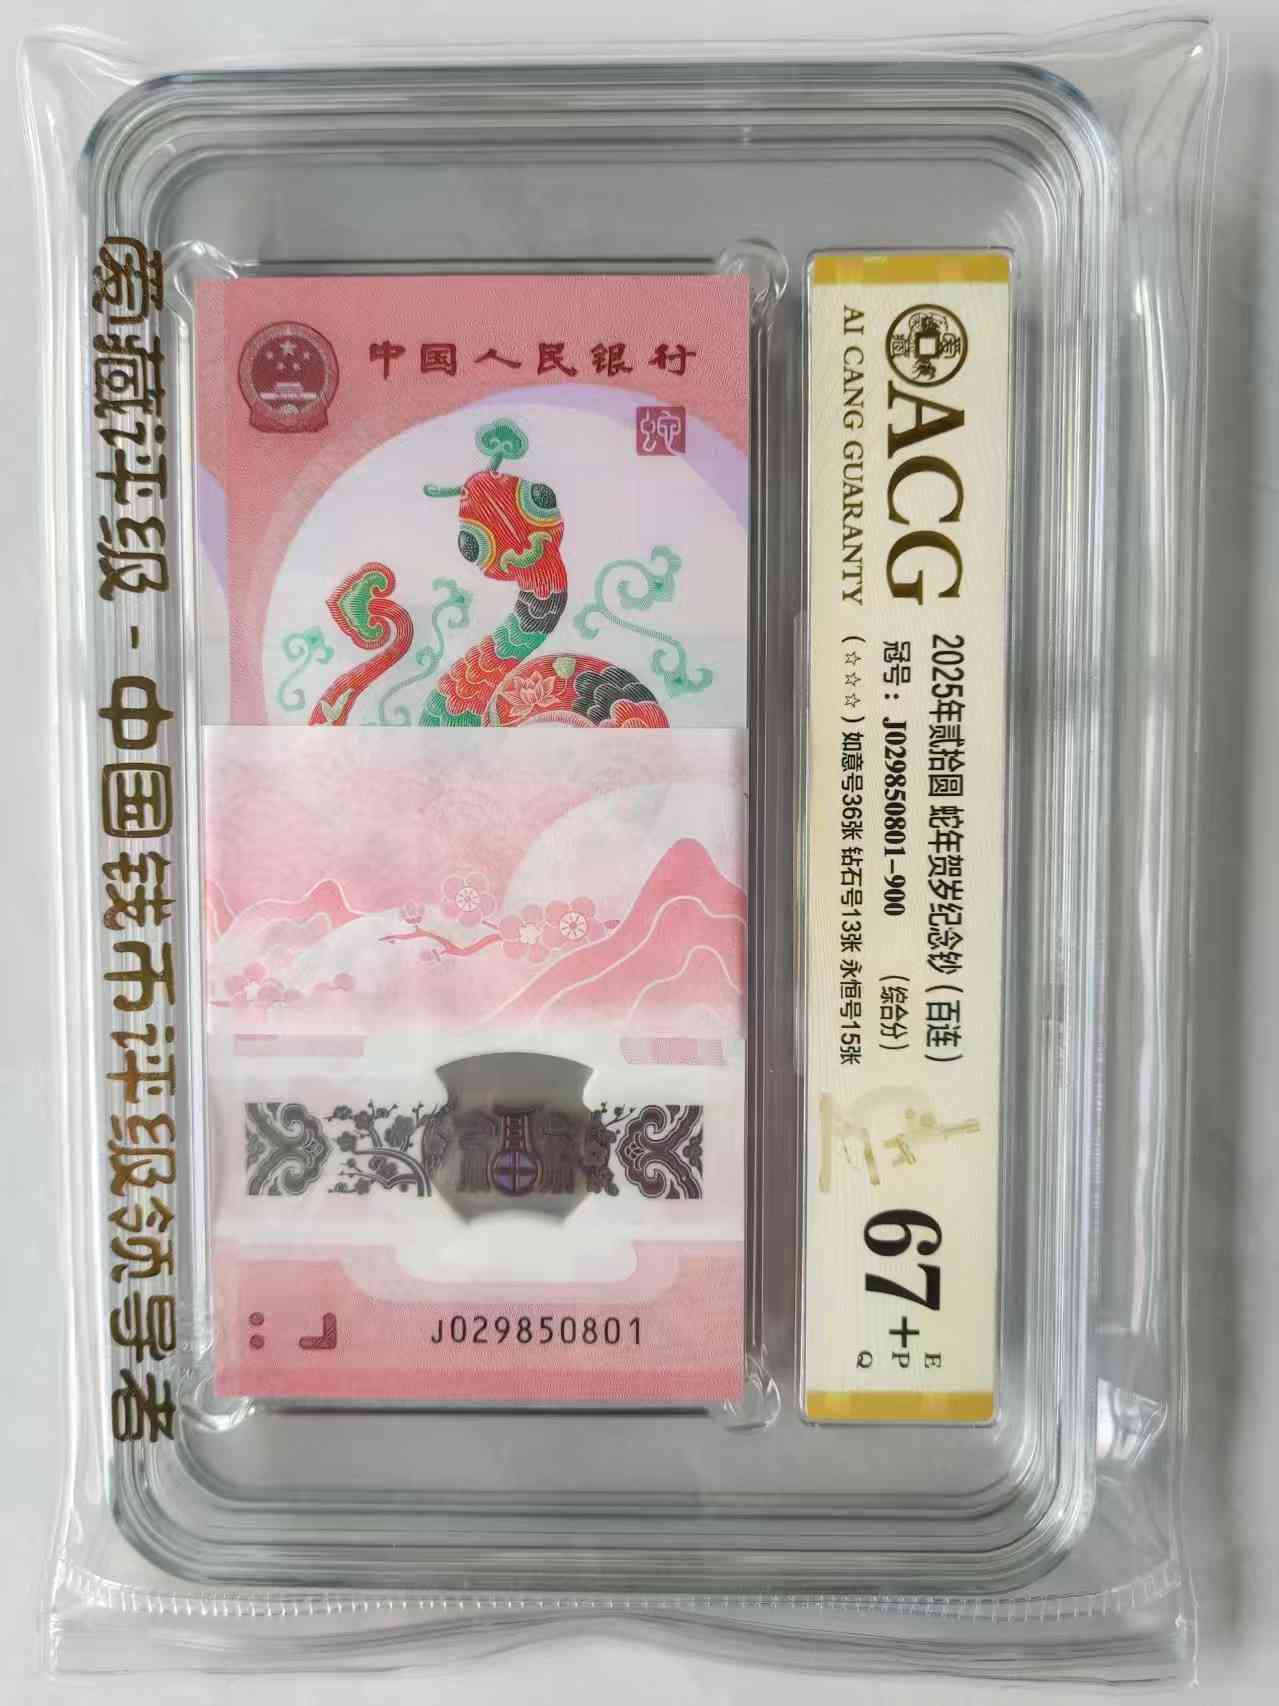 爱藏评级 - 中国钱币评级领导者
中国人民银行
蛇
J029850801
ACG
AI CANG GUARANTY
2025年贰拾圆 蛇年贺岁纪念钞(百连)
冠号:J029850801-900 (综合分)
(☆☆☆)如意号36张 钻石号13张 永恒号15张
67+
E
P
Q